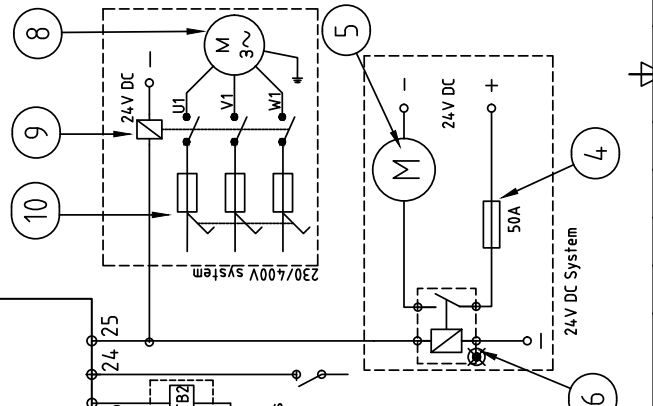 8
9
10
5
4
6
M
3~
24V DC
−
U1
V1
W1
230/400V system
−
24V DC
+
M
50A
24V DC System
−
25
24